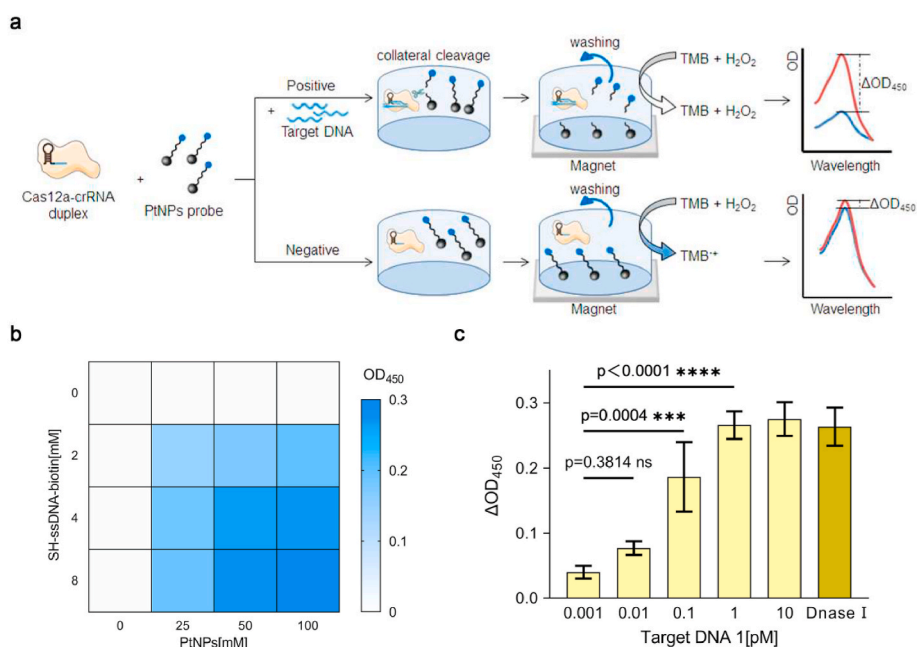 a
Cas12a-crRNA
duplex
+
PtNPs probe
Positive
+
Target DNA
Negative
collateral cleavage
washing
TMB + H₂O₂
TMB + H₂O₂
Magnet
OD
ΔOD₄₅₀
Wavelength
washing
TMB + H₂O₂
TMB·⁺
Magnet
OD
ΔOD₄₅₀
Wavelength
b
SH-ssDNA-biotin[mM]
0
2
4
8
0 25 50 100
PtNPs[mM]
OD₄₅₀
0.3
0.2
0.1
0
c
ΔOD₄₅₀
0.3
0.2
0.1
0.0
p<0.0001 ****
p=0.0004 ***
p=0.3814 ns
0.001 0.01 0.1 1 10 Dnase I
Target DNA 1[pM]